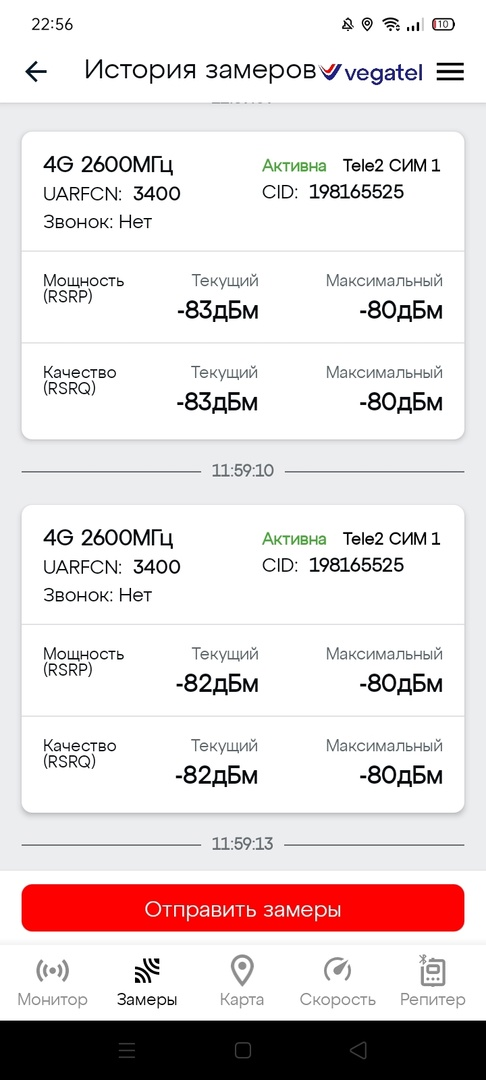 22:56
10
История замеров
vegatel
4G 2600МГц
Активна Tele2 СИМ 1
UARFCN: 3400
CID: 198165525
Звонок: Нет
Мощность (RSRP)
Текущий
-83дБм
Максимальный
-80дБм
Качество (RSRQ)
Текущий
-83дБм
Максимальный
-80дБм
11:59:10
4G 2600МГц
Активна Tele2 СИМ 1
UARFCN: 3400
CID: 198165525
Звонок: Нет
Мощность (RSRP)
Текущий
-82дБм
Максимальный
-80дБм
Качество (RSRQ)
Текущий
-82дБм
Максимальный
-80дБм
11:59:13
Отправить замеры
Монитор
Замеры
Карта
Скорость
Репитер